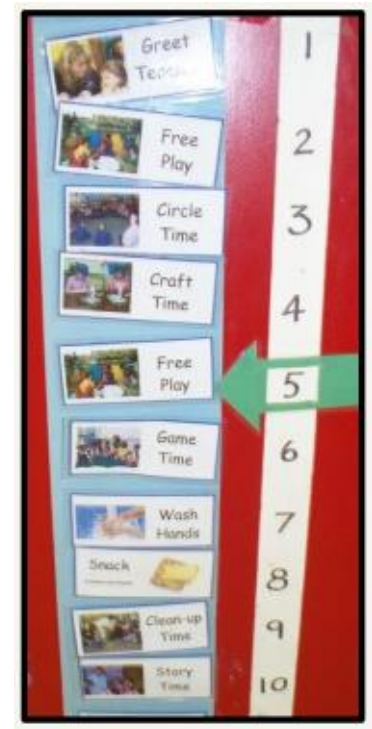 Greet
Teacher
1
Free
Play
2
Circle
Time
3
Craft
Time
4
Free
Play
5
Game
Time
6
Wash
Hands
7
Snack
8
Clean-up
Time
9
Story
Time
10